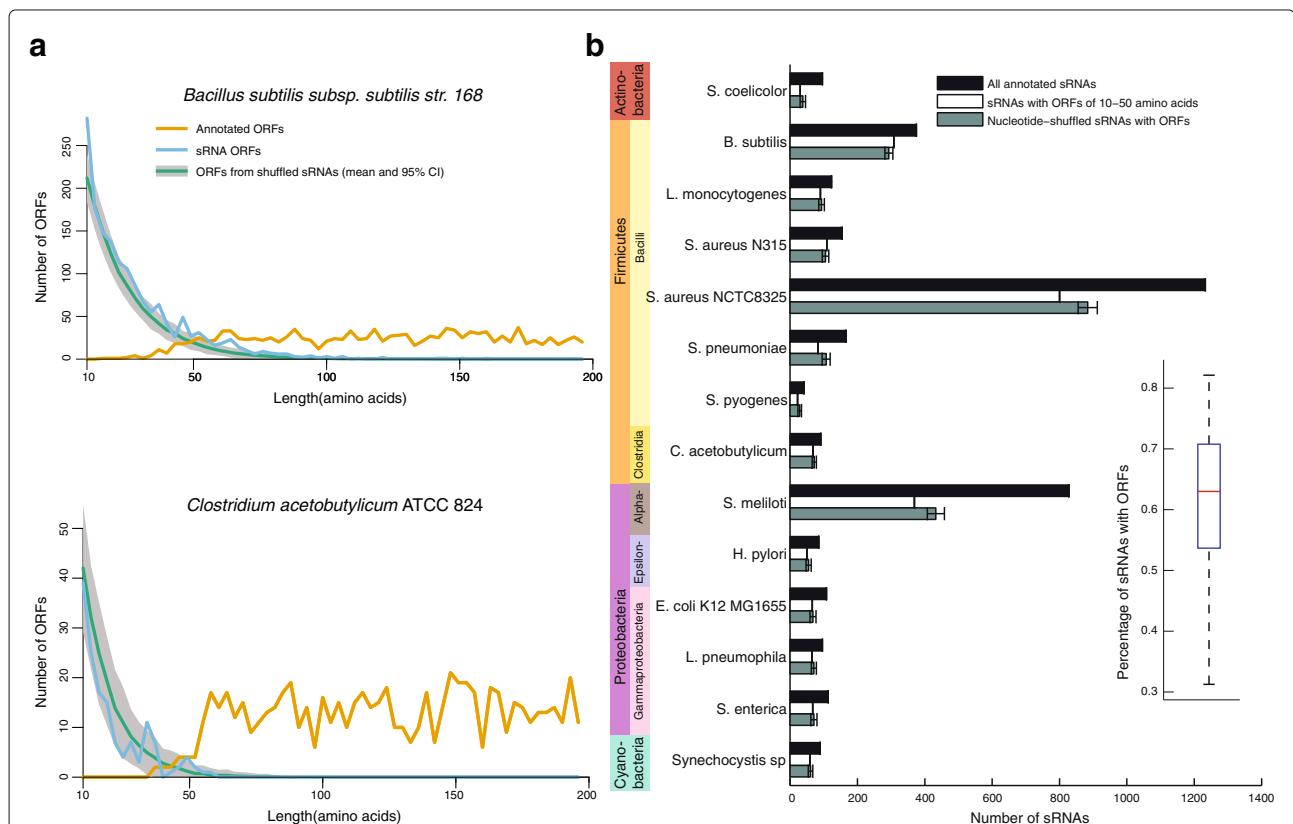 a
Bacillus subtilis subsp. subtilis str. 168
Annotated ORFs
sRNA ORFs
ORFs from shuffled sRNAs (mean and 95% CI)
Number of ORFs
250
200
150
100
50
0
10
50
100
150
200
Length(amino acids)
Clostridium acetobutylicum ATCC 824
Number of ORFs
50
40
30
20
10
0
10
50
100
150
200
Length(amino acids)
b
Actino-
bacteria
Firmicutes
Bacilli
Clostridia
Proteobacteria
Alpha-
Epsilon-
Gammaproteobacteria
Cyano-
bacteria
All annotated sRNAs
sRNAs with ORFs of 10–50 amino acids
Nucleotide–shuffled sRNAs with ORFs
S. coelicolor
B. subtilis
L. monocytogenes
S. aureus N315
S. aureus NCTC8325
S. pneumoniae
S. pyogenes
C. acetobutylicum
S. meliloti
H. pylori
E. coli K12 MG1655
L. pneumophila
S. enterica
Synechocystis sp
0
200
400
600
800
1000
1200
1400
Number of sRNAs
Percentage of sRNAs with ORFs
0.8
0.7
0.6
0.5
0.4
0.3